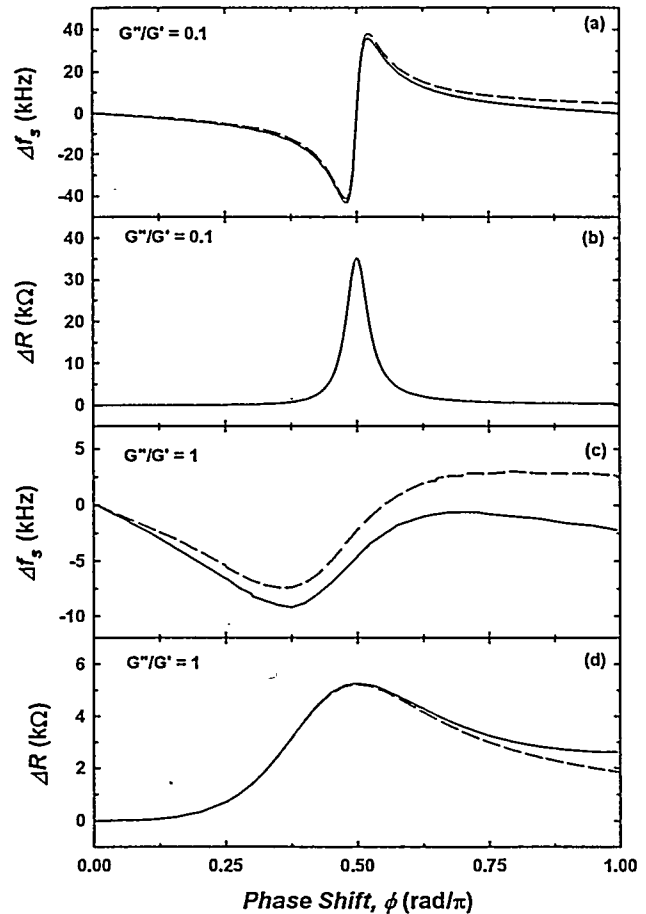 G"/G' = 0.1
(a)
Δf_s (kHz)
40
20
0
-20
-40
G"/G' = 0.1
(b)
ΔR (kΩ)
40
30
20
10
0
G"/G' = 1
(c)
Δf_s (kHz)
5
0
-5
-10
G"/G' = 1
(d)
ΔR (kΩ)
6
4
2
0
0.00 0.25 0.50 0.75 1.00
Phase Shift, ϕ (rad/π)